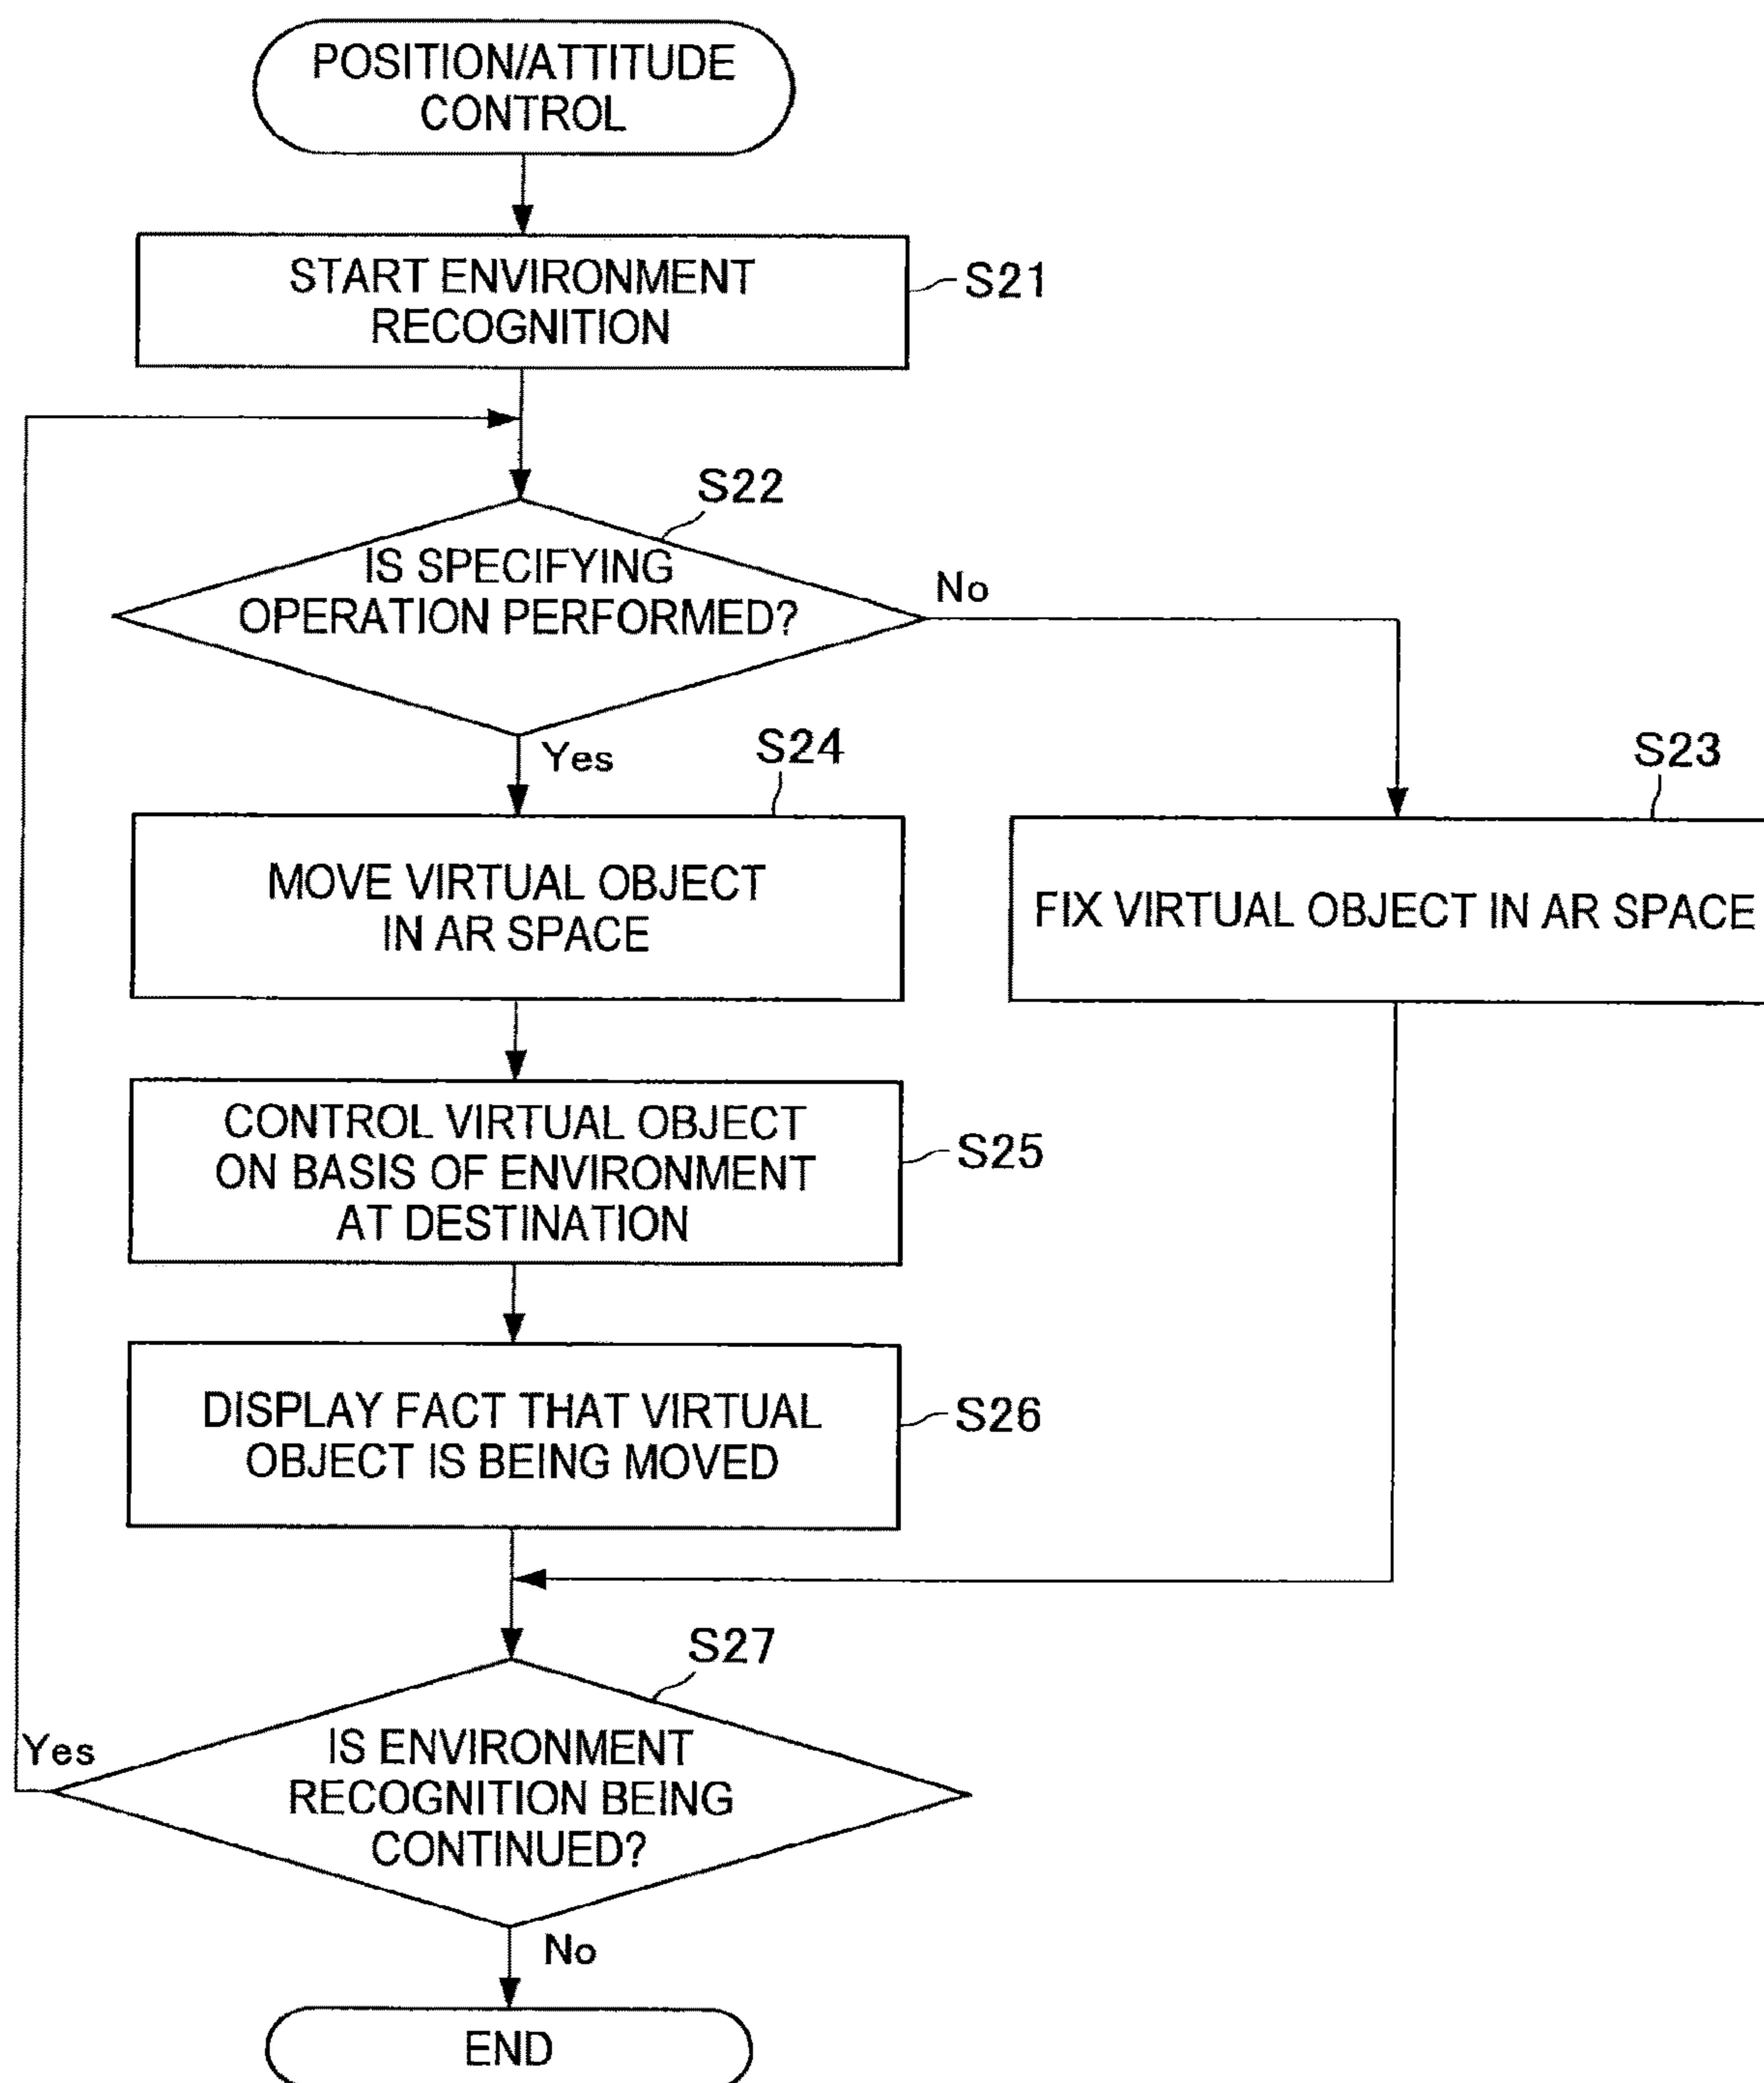 POSITION/ATTITUDE
CONTROL
START ENVIRONMENT
RECOGNITION
S21
S22
IS SPECIFYING
OPERATION PERFORMED?
No
Yes
S24
MOVE VIRTUAL OBJECT
IN AR SPACE
S23
FIX VIRTUAL OBJECT IN AR SPACE
CONTROL VIRTUAL OBJECT
ON BASIS OF ENVIRONMENT
AT DESTINATION
S25
DISPLAY FACT THAT VIRTUAL
OBJECT IS BEING MOVED
S26
S27
IS ENVIRONMENT
RECOGNITION BEING
CONTINUED?
Yes
No
END